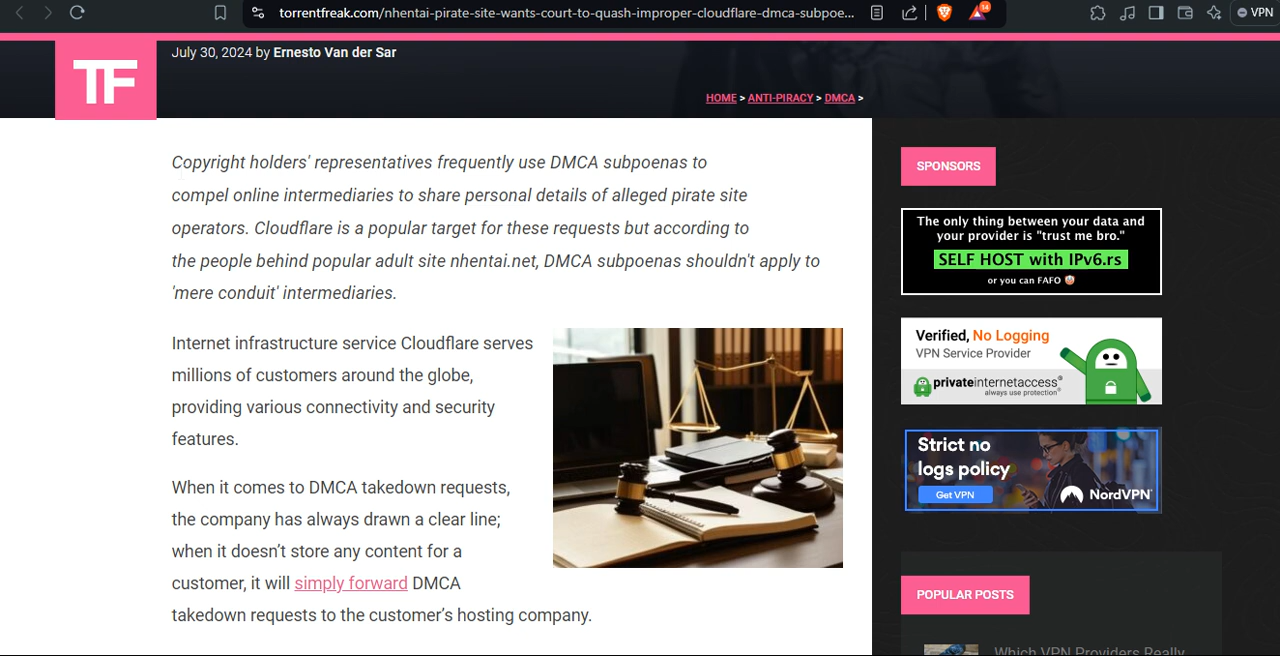 torrentfreak.com/nhentai-pirate-site-wants-court-to-quash-improper-cloudflare-dmca-subpoe...
14
VPN
TF
July 30, 2024 by Ernesto Van der Sar
HOME > ANTI-PIRACY > DMCA >
Copyright holders' representatives frequently use DMCA subpoenas to
compel online intermediaries to share personal details of alleged pirate site
operators. Cloudflare is a popular target for these requests but according to
the people behind popular adult site nhentai.net, DMCA subpoenas shouldn't apply to
'mere conduit' intermediaries.
Internet infrastructure service Cloudflare serves
millions of customers around the globe,
providing various connectivity and security
features.
When it comes to DMCA takedown requests,
the company has always drawn a clear line;
when it doesn’t store any content for a
customer, it will simply forward DMCA
takedown requests to the customer’s hosting company.
SPONSORS
The only thing between your data and
your provider is "trust me bro."
SELF HOST with IPv6.rs
or you can FAFO 🤡
Verified, No Logging
VPN Service Provider
privateinternetaccess®
always use protection®
Strict no
logs policy
Get VPN
NordVPN®
POPULAR POSTS
Which VPN Providers Really